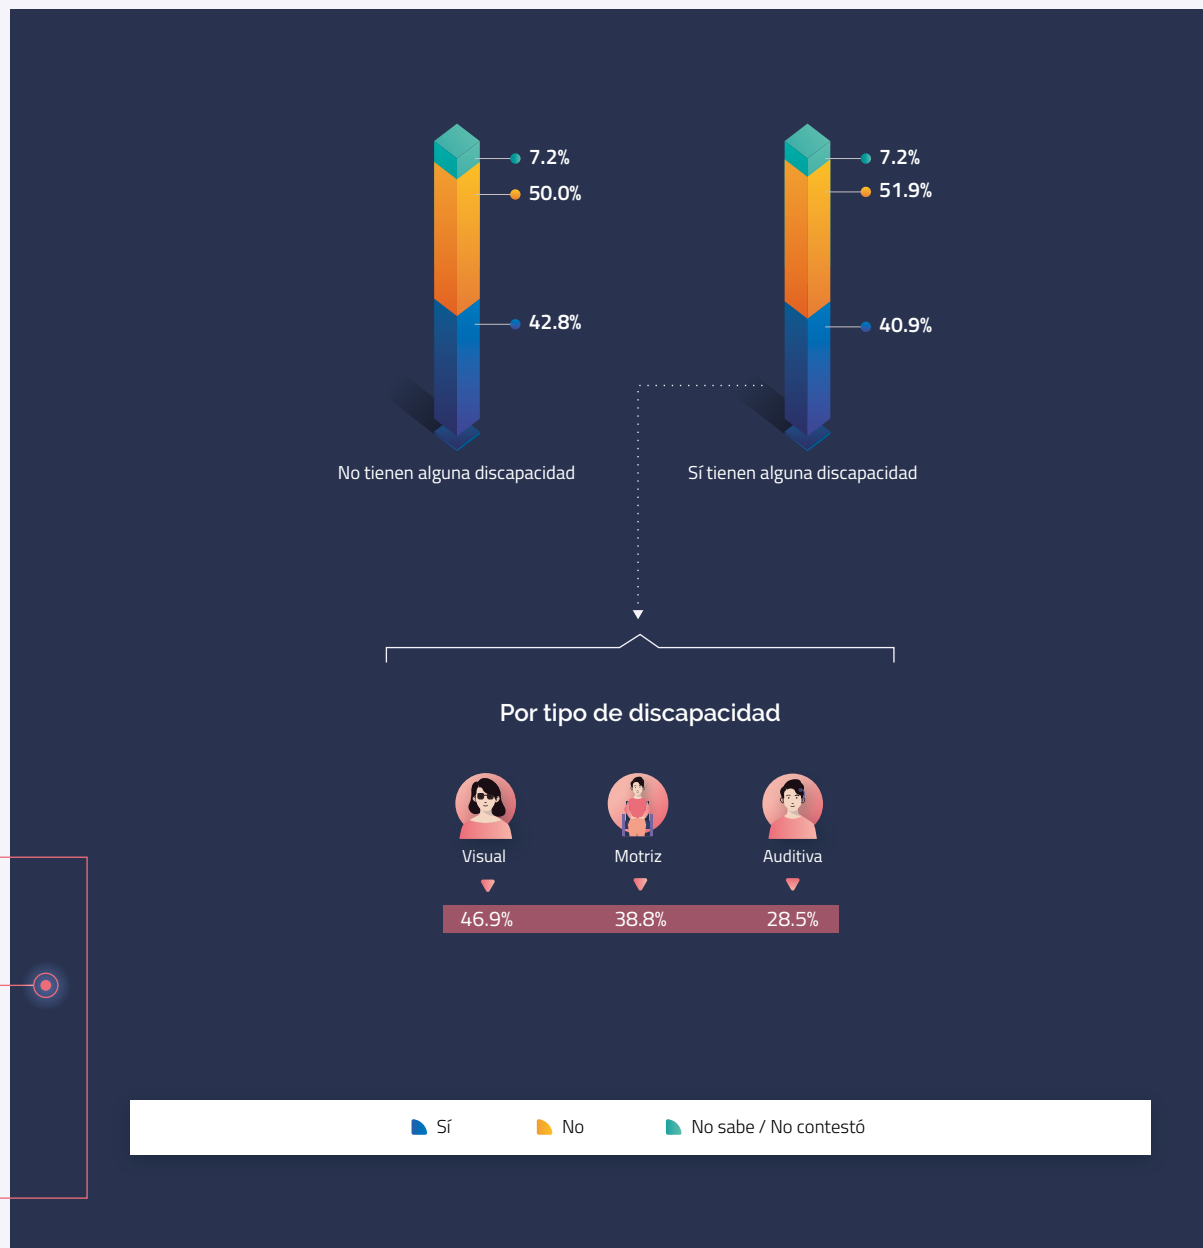 7.2%
50.0%
42.8%
No tienen alguna discapacidad
7.2%
51.9%
40.9%
Sí tienen alguna discapacidad
Por tipo de discapacidad
Visual Motriz Auditiva
46.9% 38.8% 28.5%
Sí No No sabe / No contestó